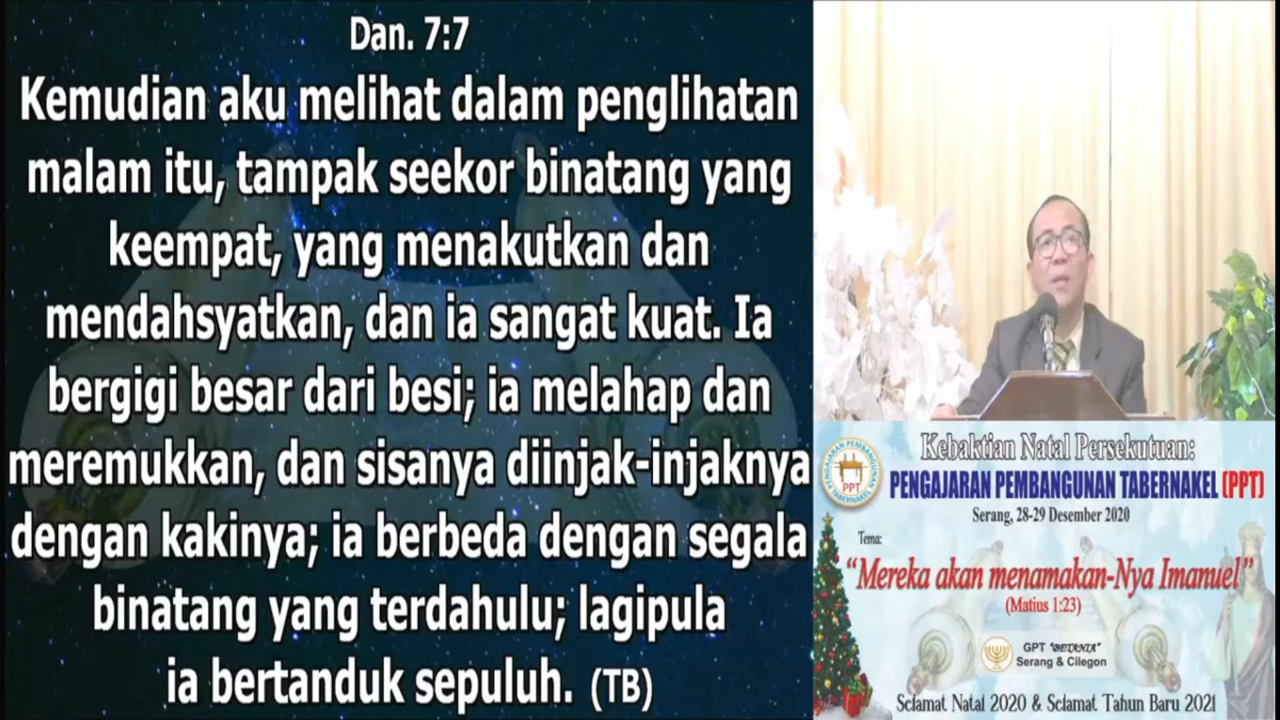 Dan. 7:7
Kemudian aku melihat dalam penglihatan
malam itu, tampak seekor binatang yang
keempat, yang menakutkan dan
mendahsyatkan, dan ia sangat kuat. Ia
bergigi besar dari besi; ia melahap dan
meremukkan, dan sisanya diinjak-injaknya
dengan kakinya; ia berbeda dengan segala
binatang yang terdahulu; lagipula
ia bertanduk sepuluh. (TB)
Kebaktian Natal Persekutuan:
PENGAJARAN PEMBANGUNAN TABERNAKEL
PPT
PENGAJARAN PEMBANGUNAN TABERNAKEL (PPT)
Serang, 28-29 Desember 2020
Tema:
“Mereka akan menamakan-Nya Imanuel”
(Matius 1:23)
GPT "BETANIA"
Serang & Cilegon
Selamat Natal 2020 & Selamat Tahun Baru 2021